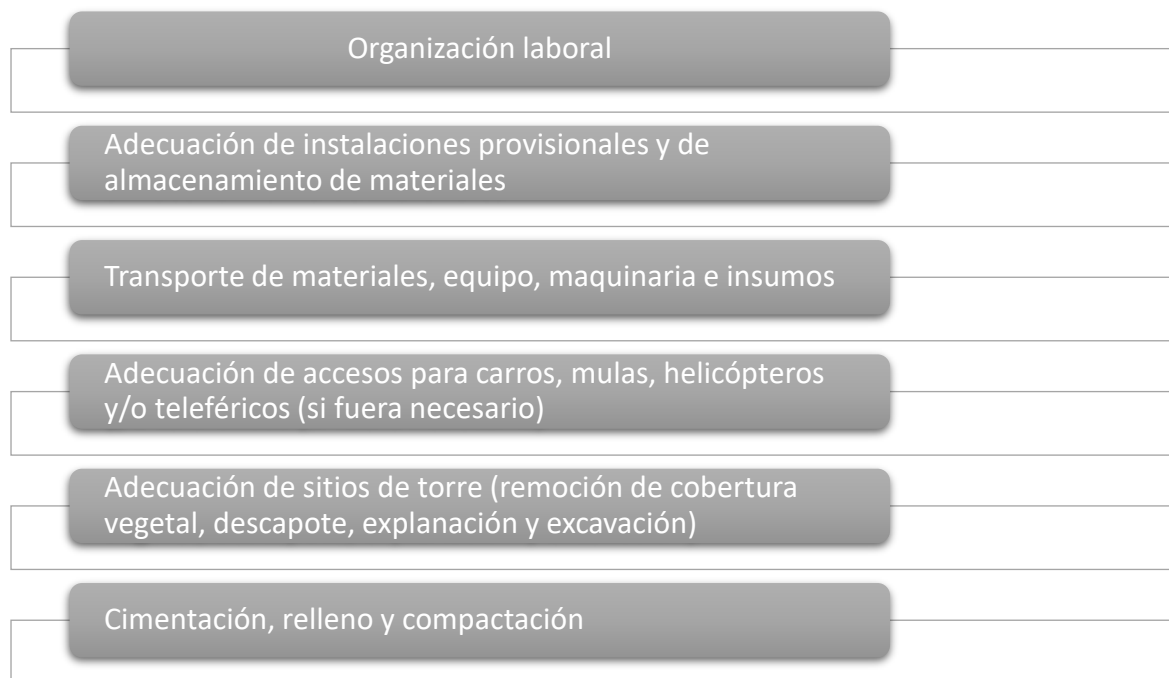 Organización laboral
Adecuación de instalaciones provisionales y de
almacenamiento de materiales
Transporte de materiales, equipo, maquinaria e insumos
Adecuación de accesos para carros, mulas, helicópteros
y/o teleféricos (si fuera necesario)
Adecuación de sitios de torre (remoción de cobertura
vegetal, descapote, explanación y excavación)
Cimentación, relleno y compactación